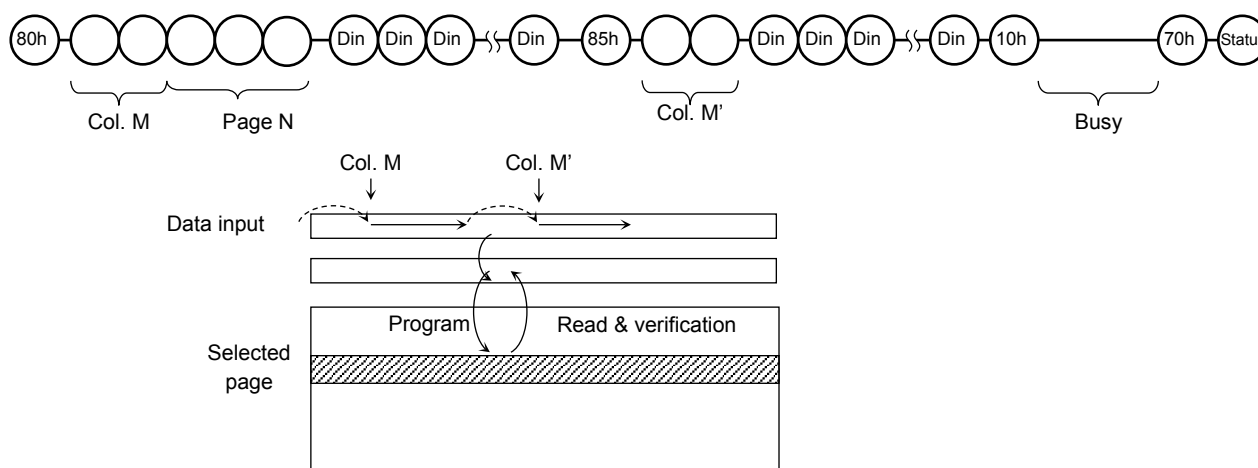 80h Din Din Din Din 85h Din Din Din Din 10h 70h Statu
Col. M Page N Col. M’ Busy
Col. M Col. M’
Data input
Program Read & verification
Selected
page